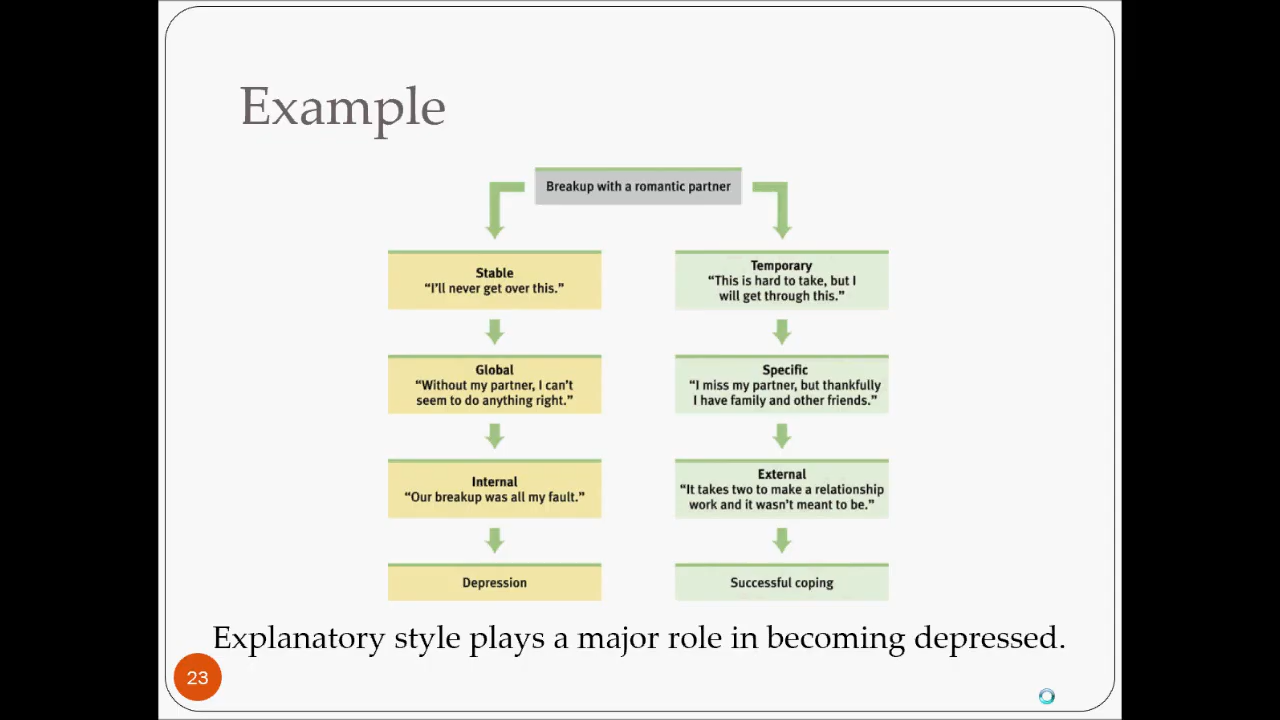 Example
Breakup with a romantic partner
Stable
“I’ll never get over this.”
Global
“Without my partner, I can’t
seem to do anything right.”
Internal
“Our breakup was all my fault.”
Depression
Temporary
“This is hard to take, but I
will get through this.”
Specific
“I miss my partner, but thankfully
I have family and other friends.”
External
“It takes two to make a relationship
work and it wasn’t meant to be.”
Successful coping
Explanatory style plays a major role in becoming depressed.
23